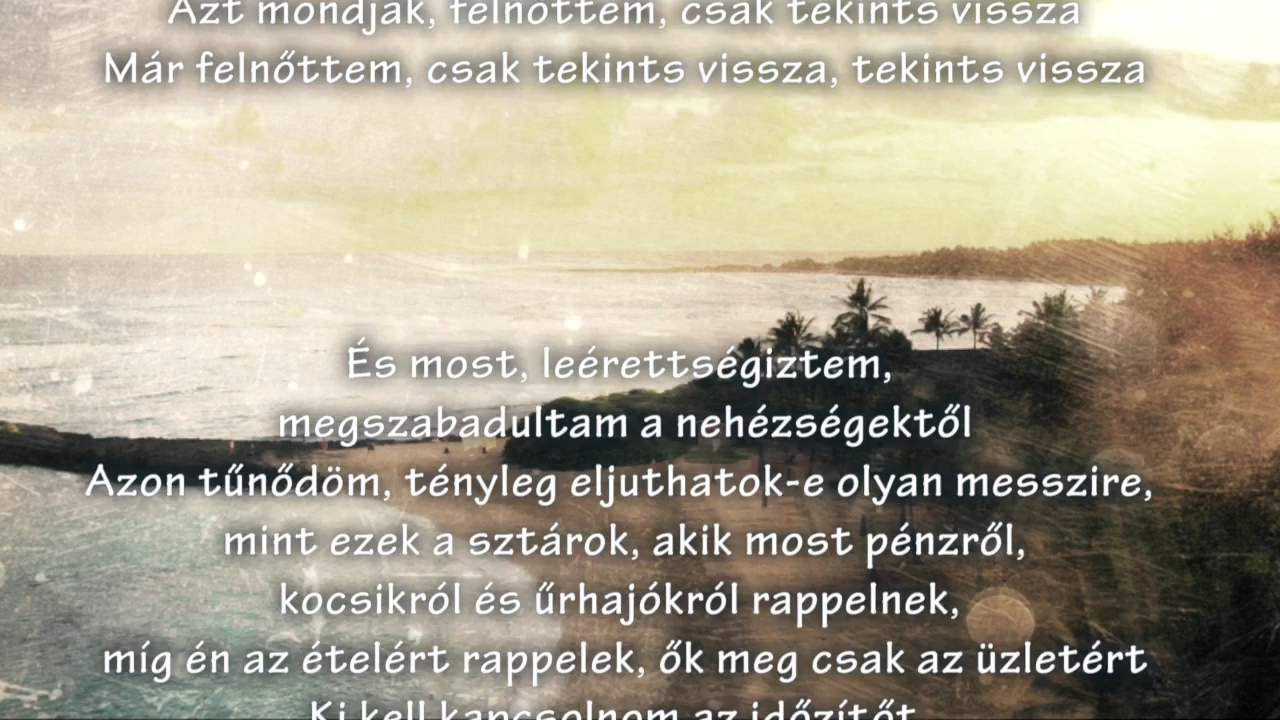 Azt mondják, felnőttem, csak tekints vissza
Már felnőttem, csak tekints vissza, tekints vissza
És most, leérettségiztem,
megszabadultam a nehézségektől
Azon tűnődöm, tényleg eljuthatok-e olyan messzire,
mint ezek a sztárok, akik most pénzről,
kocsikról és űrhajókról rappelnek,
míg én az ételért rappelek, ők meg csak az üzletért
Ki kell kapcsolnom az időzítőt